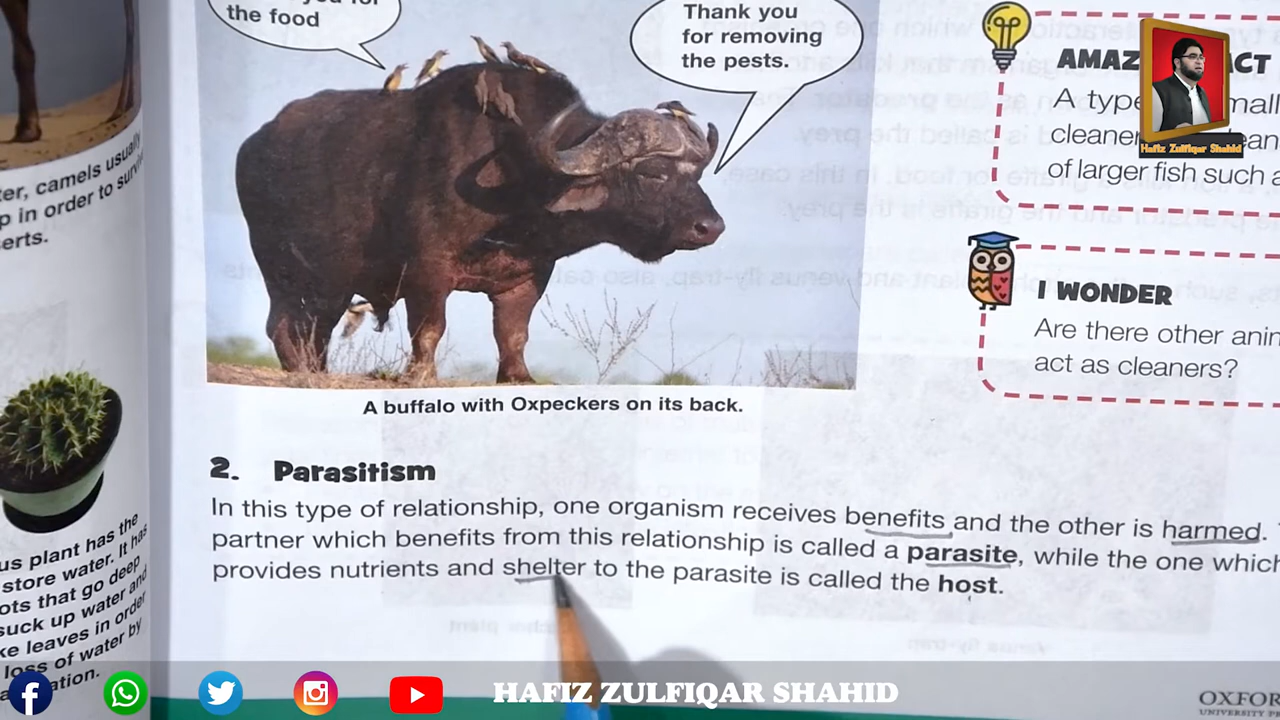 the food
Thank you
for removing
the pests.
ter, camels usually
p in order to
erts.
A buffalo with Oxpeckers on its back.
AMAZ
ACT
A type
mall
cleaner
ean
of larger fish such a
Hafiz Zulfiqar Shahid
I WONDER
Are there other anim
act as cleaners?
2. Parasitism
In this type of relationship, one organism receives benefits and the other is harmed.
partner which benefits from this relationship is called a parasite, while the one which
provides nutrients and shelter to the parasite is called the host.
us plant has the
store water. It has
ots that go deep
suck up water and
ke leaves in order
loss of water by
ation.
HAFIZ ZULFIQAR SHAHID
OXFOR
UNIVERSITY PR